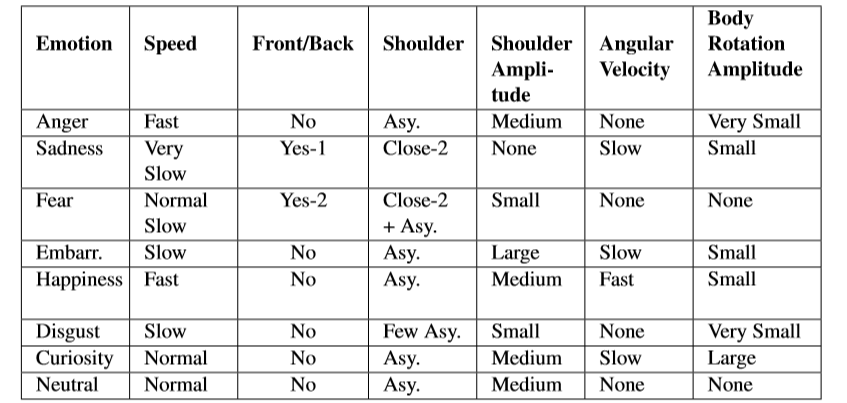 Emotion Speed Front/Back Shoulder Shoulder Ampli- tude Angular Velocity Body Rotation Amplitude
Anger Fast No Asy. Medium None Very Small
Sadness Very Slow Yes-1 Close-2 None Slow Small
Fear Normal Slow Yes-2 Close-2 + Asy. Small None None
Embarr. Slow No Asy. Large Slow Small
Happiness Fast No Asy. Medium Fast Small
Disgust Slow No Few Asy. Small None Very Small
Curiosity Normal No Asy. Medium Slow Large
Neutral Normal No Asy. Medium None None